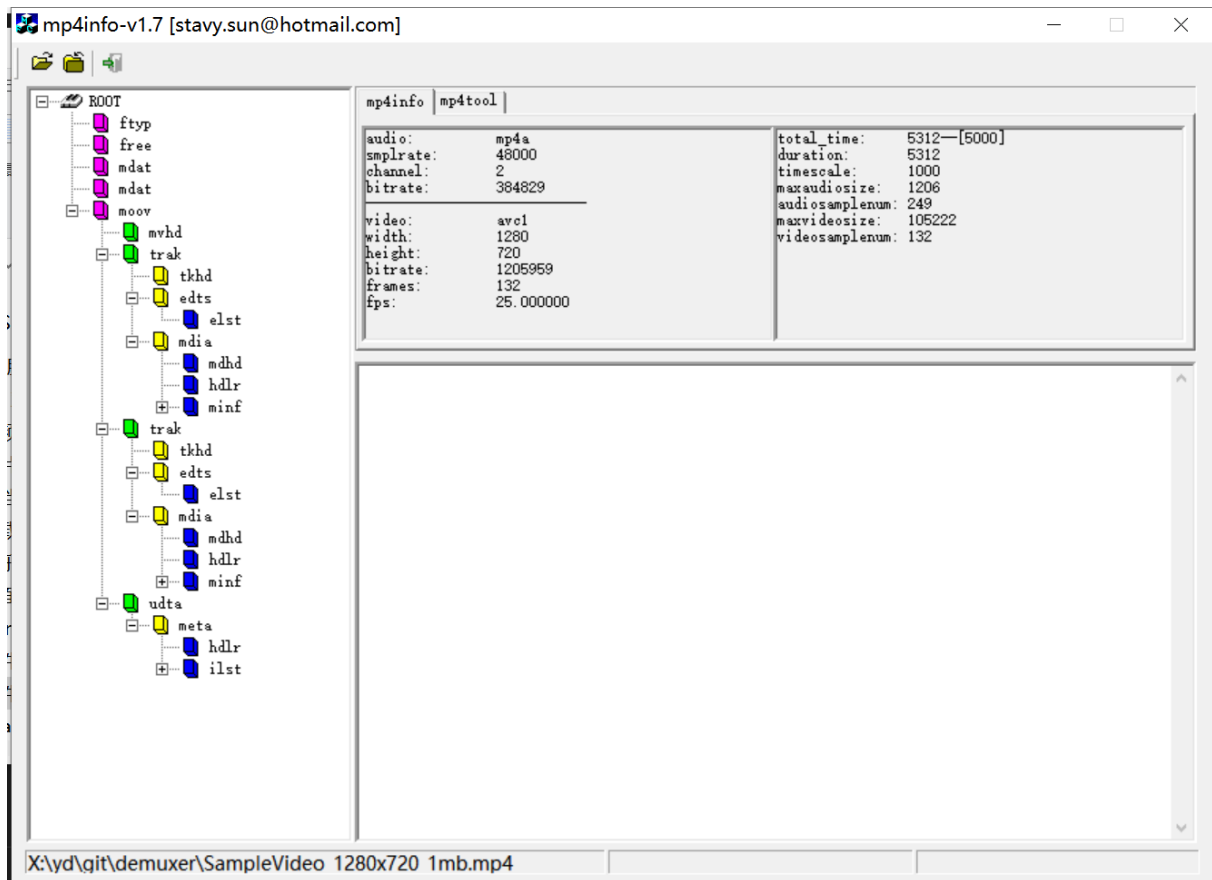 mp4info-v1.7 [stavy.sun@hotmail.com]
ROOT
ftyp
free
mdat
mdat
moov
mvhd
trak
tkhd
edts
elst
mdia
mdhd
hdlr
minf
trak
tkhd
edts
elst
mdia
mdhd
hdlr
minf
udta
meta
hdlr
ilst
mp4info mp4tool
audio: mp4a
smplrate: 48000
channel: 2
bitrate: 384829
video: avc1
width: 1280
height: 720
bitrate: 1205959
frames: 132
fps: 25.000000
total_time: 5312—[5000]
duration: 5312
timescale: 1000
maxaudiosize: 1206
audiosamplenum: 249
maxvideosize: 105222
videosamplenum: 132
X:\yd\git\demuxer\SampleVideo 1280x720 1mb.mp4